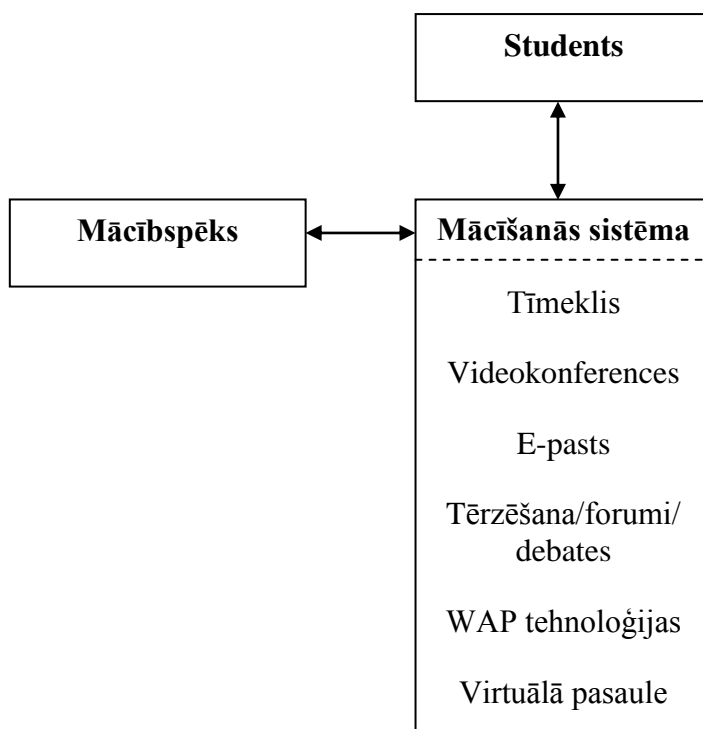 Students
Mācībspēks
Mācīšanās sistēma
Tīmeklis
Videokonferences
E-pasts
Tērzēšana/forumi/
debates
WAP tehnoloģijas
Virtuālā pasaule